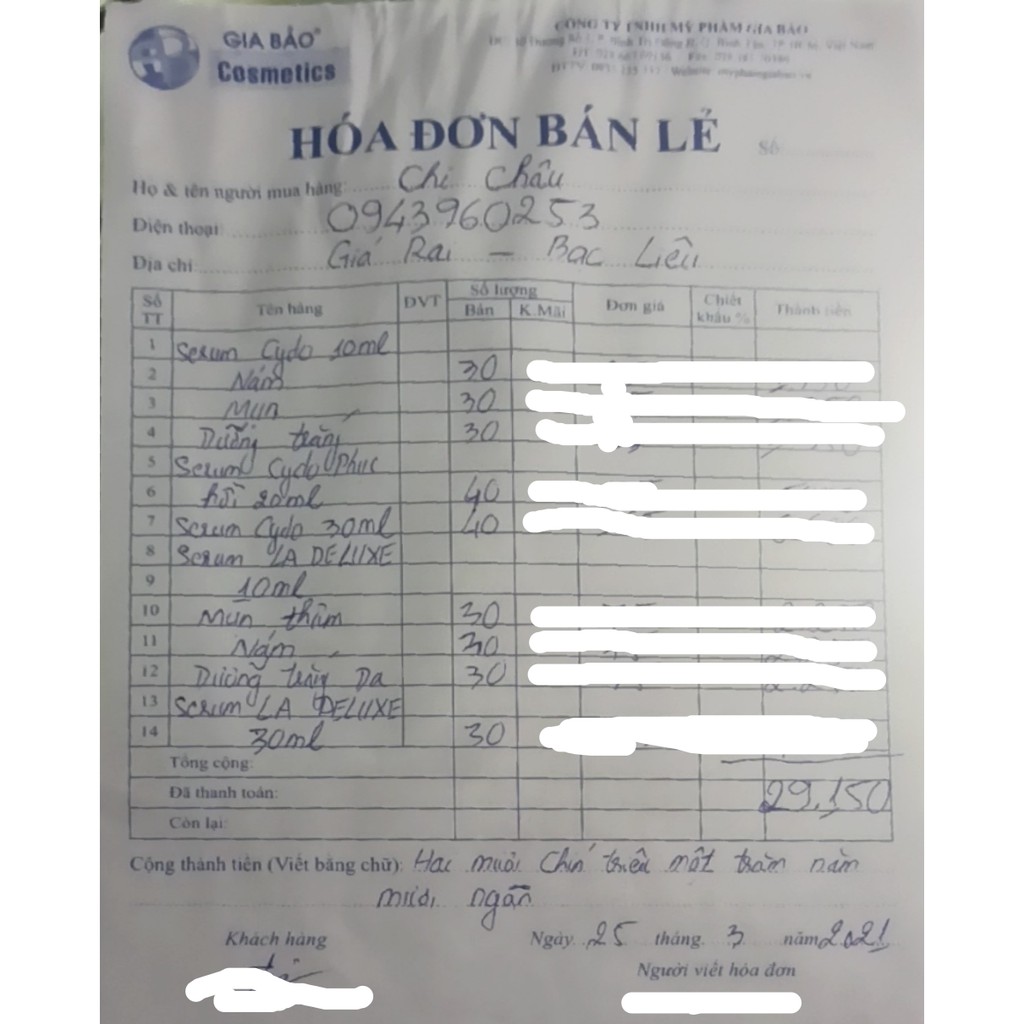 GIA BẢO®
Cosmetics
CÔNG TY TNHH MỸ PHẨM GIA BẢO
HÓA ĐƠN BÁN LẺ
Số
Họ & tên người mua hàng: Chi Châu
Điện thoại: 0943960253
Địa chỉ: Giá Rai - Bạc Liêu
Số TT Tên hàng ĐVT Số lượng Đơn giá Chiết khấu % Thành tiền
Bán K.Mãi
1 Serum Cydo 10ml
2 Nám 30
3 Mụn 30
4 Dưỡng trắng 30
5 Serum Cydo Phục
6 hồi 20ml 40
7 Serum Cydo 30ml 40
8 Serum LA DELUXE
9 10ml
10 Mụn thâm 30
11 Nám 30
12 Dưỡng trắng Da 30
13 Serum LA DELUXE
14 30ml 30
Tổng cộng:
Đã thanh toán: 29.150
Còn lại:
Cộng thành tiền (Viết bằng chữ): Hai mươi chín triệu một trăm năm
mươi ngàn
Khách hàng Ngày 25 tháng 3 năm 2021
Người viết hóa đơn